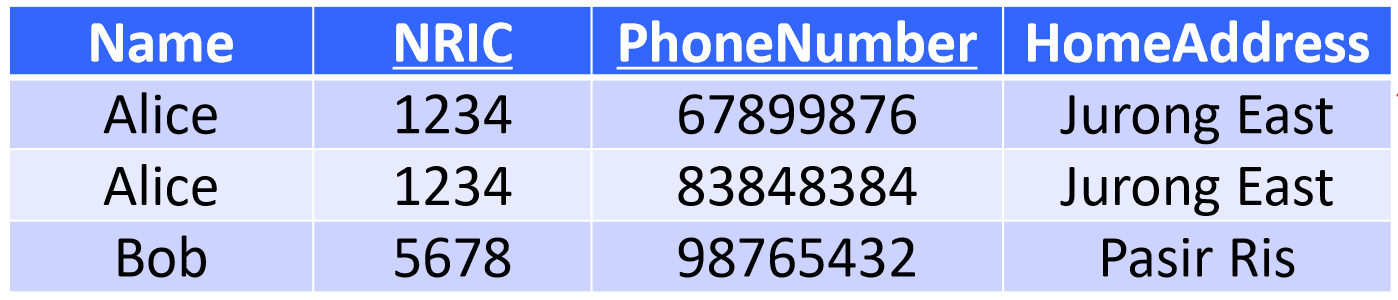 Name NRIC PhoneNumber HomeAddress
Alice 1234 67899876 Jurong East
Alice 1234 83848384 Jurong East
Bob 5678 98765432 Pasir Ris